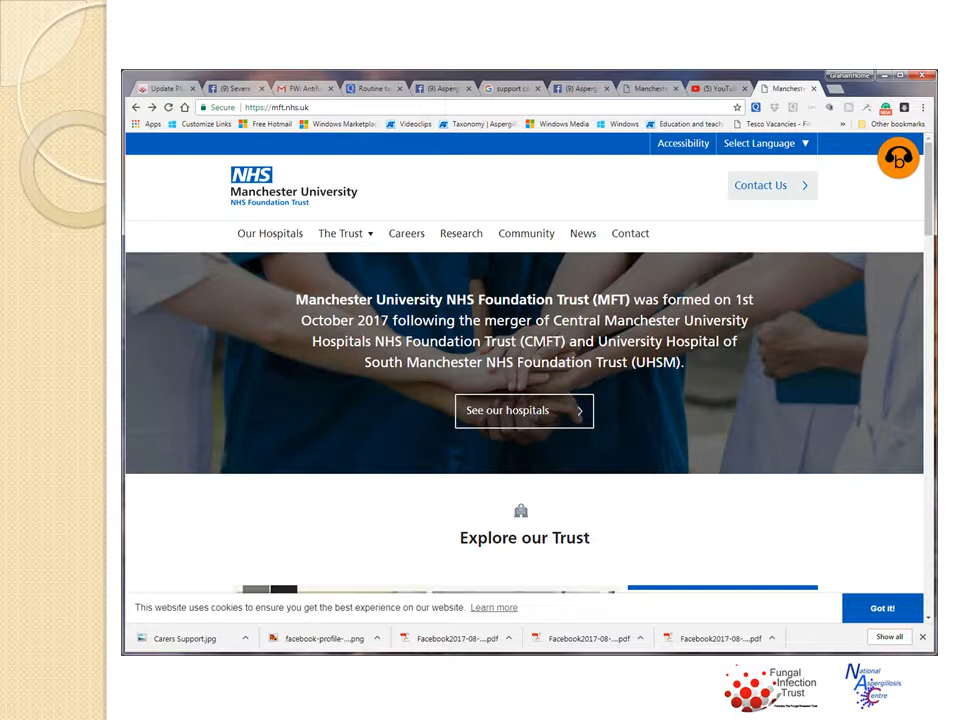 GrahamHome
Update Pl
(9) Severe
FW: Antifu
Routine te
(9) Asperg
support ca
(9) Asperg
Manchest
(5) YouTub
Manchest
Secure
https://mft.nhs.uk
Apps
Customize Links
Free Hotmail
Windows Marketplac
Videoclips
Taxonomy | Aspergil
Windows Media
Windows
Education and teach
Tesco Vacancies - Fi
»
Other bookmarks
Accessibility
Select Language ▼
NHS
Manchester University
NHS Foundation Trust
Contact Us
Our Hospitals
The Trust ▼
Careers
Research
Community
News
Contact
Manchester University NHS Foundation Trust (MFT) was formed on 1st
October 2017 following the merger of Central Manchester University
Hospitals NHS Foundation Trust (CMFT) and University Hospital of
South Manchester NHS Foundation Trust (UHSM).
See our hospitals
Explore our Trust
This website uses cookies to ensure you get the best experience on our website. Learn more
Got it!
Carers Support.jpg
facebook-profile-....png
Facebook2017-08-....pdf
Facebook2017-08-....pdf
Facebook2017-08-....pdf
Show all
Fungal
Infection
Trust
National
Aspergillosis
Centre